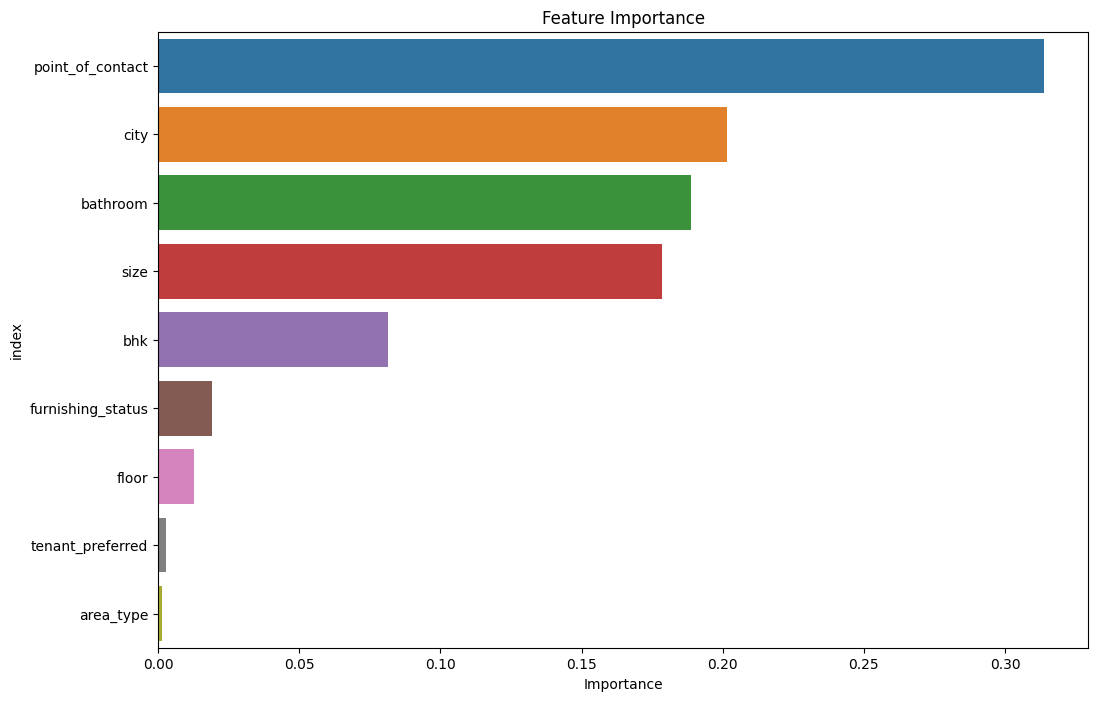 Feature Importance
point_of_contact
city
bathroom
size
bhk
furnishing_status
floor
tenant_preferred
area_type
index
0.00 0.05 0.10 0.15 0.20 0.25 0.30
Importance